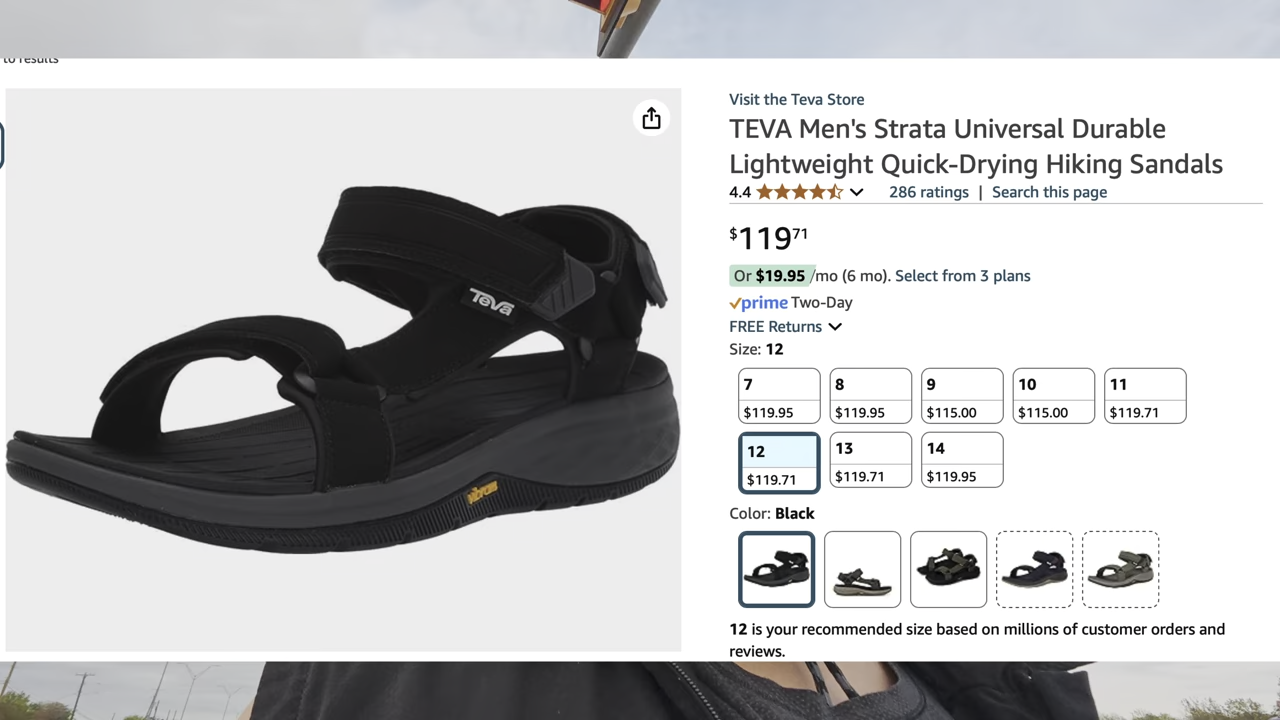 to results
Visit the Teva Store
TEVA Men's Strata Universal Durable
Lightweight Quick-Drying Hiking Sandals
4.4 286 ratings | Search this page
$119 71
Or $19.95 /mo (6 mo). Select from 3 plans
prime Two-Day
FREE Returns
Size: 12
7 8 9 10 11
$119.95 $119.95 $115.00 $115.00 $119.71
12 13 14
$119.71 $119.71 $119.95
Color: Black
12 is your recommended size based on millions of customer orders and
reviews.
Teva
vibram